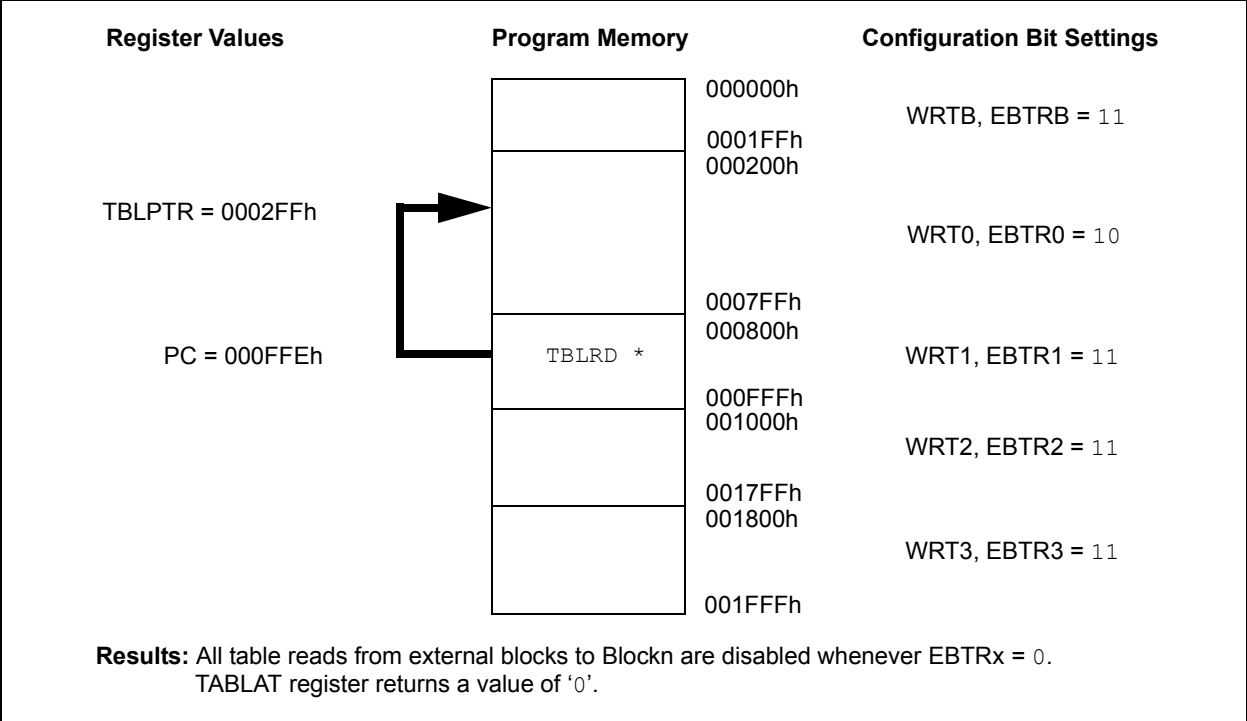 Register Values Program Memory Configuration Bit Settings
000000h
WRTB, EBTRB = 11
0001FFh
000200h
TBLPTR = 0002FFh
WRT0, EBTR0 = 10
0007FFh
000800h
PC = 000FFEh TBLRD * WRT1, EBTR1 = 11
000FFFh
001000h
WRT2, EBTR2 = 11
0017FFh
001800h
WRT3, EBTR3 = 11
001FFFh
Results: All table reads from external blocks to Blockn are disabled whenever EBTRx = 0.
TABLAT register returns a value of ‘0’.